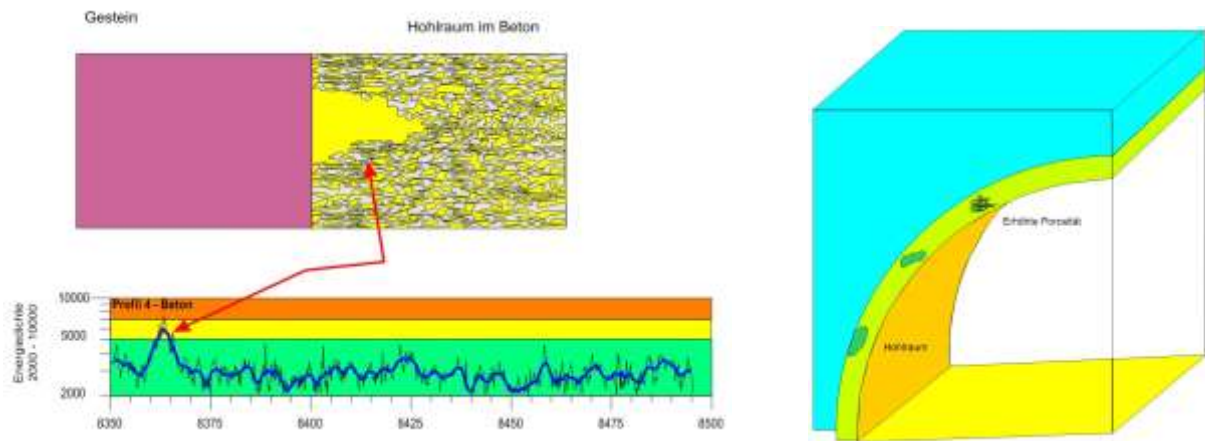 Gestein
Hohlraum im Beton
Profil 4 - Beton
Energiedichte
2000 - 10000
10000
5000
2000
8350
8375
8400
8425
8450
8475
8500
Erhöhte Porosität
Hohlraum